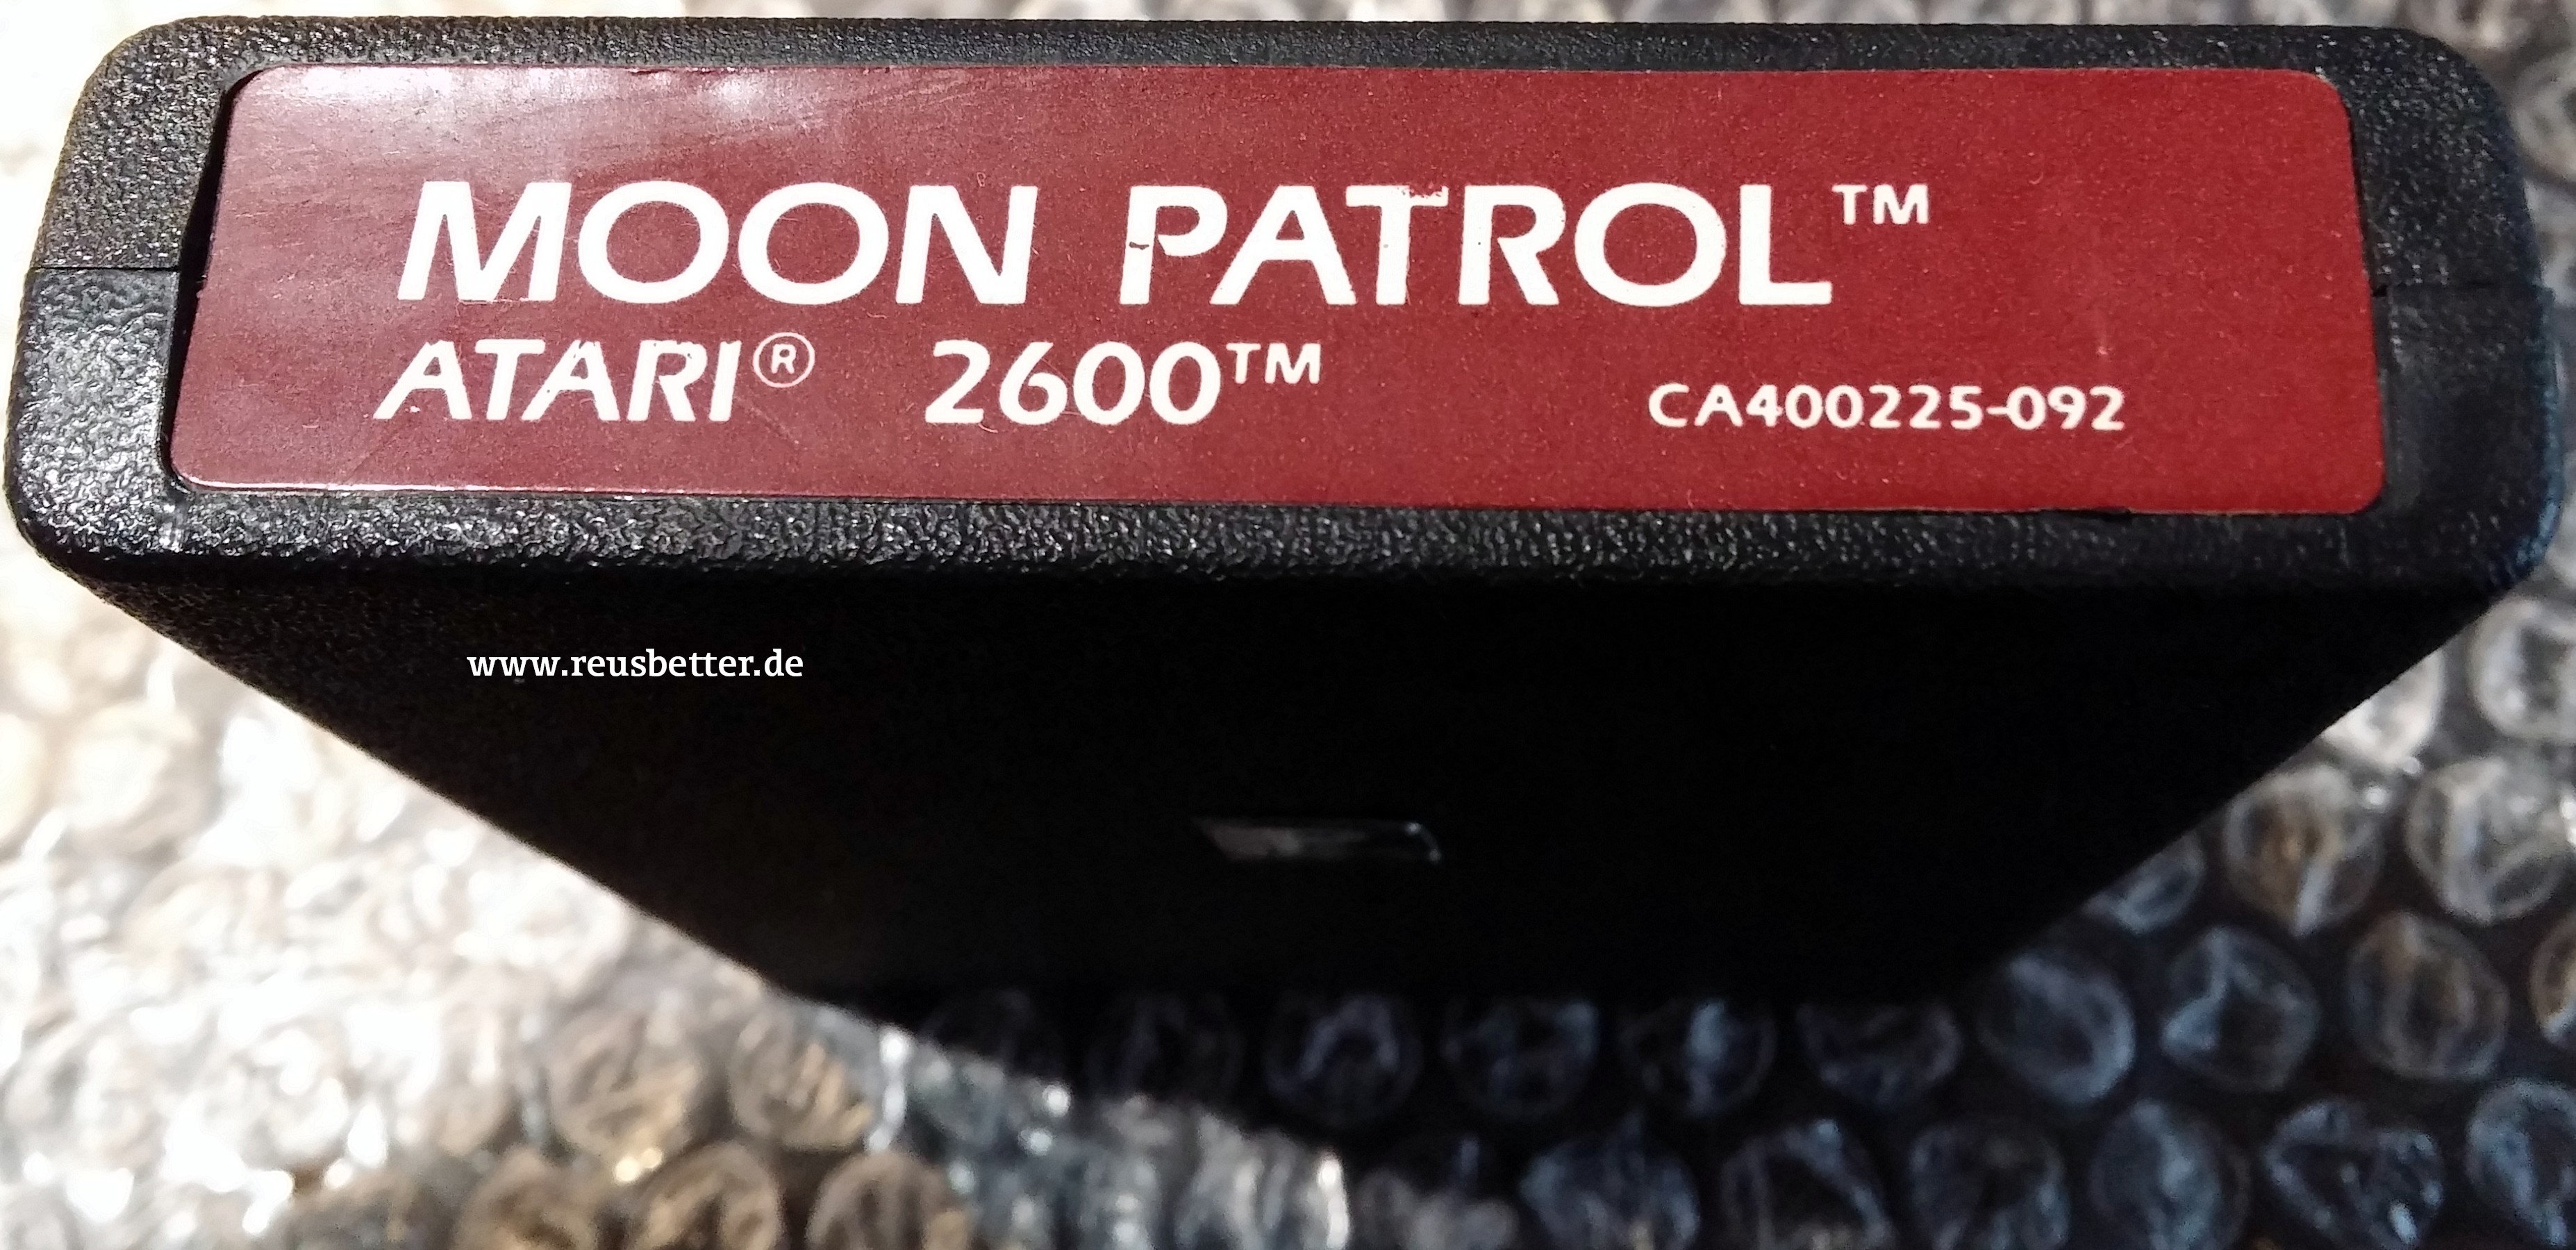 MOON PATROL™
ATARI® 2600™ CA400225-092
www.reusbetter.de